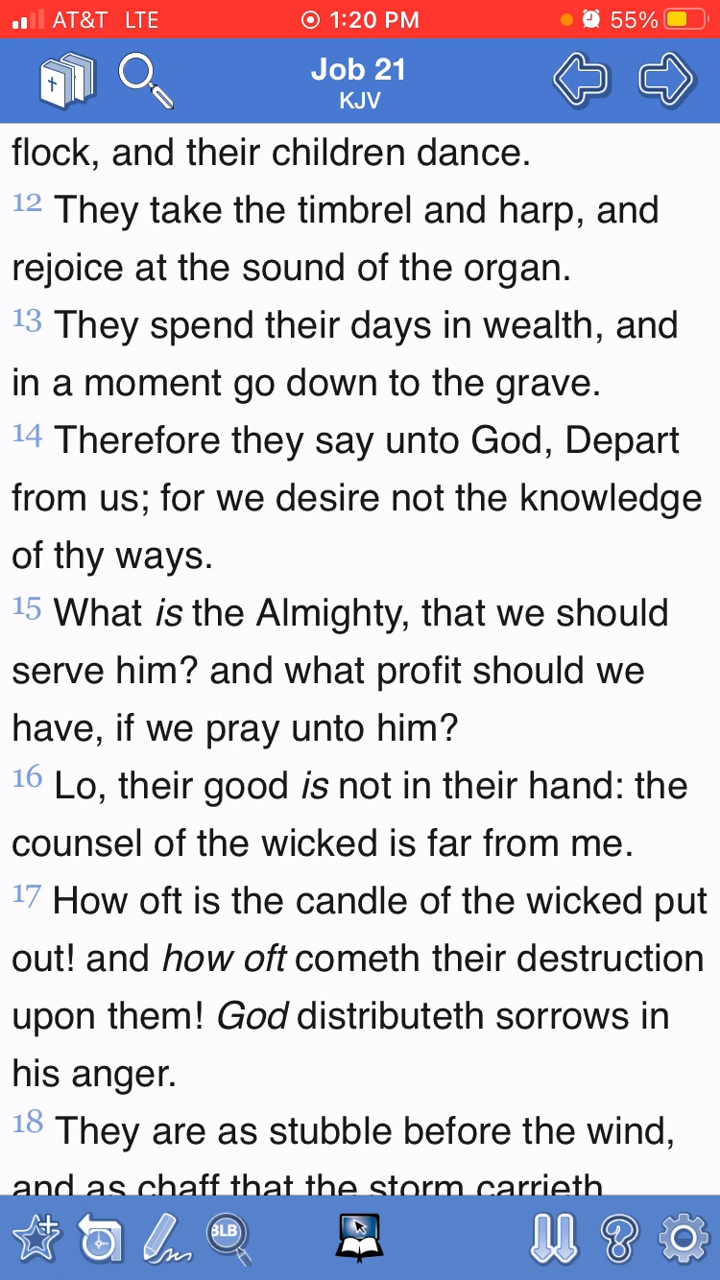 AT&T LTE 1:20 PM 55%
Job 21
KJV
flock, and their children dance.
12 They take the timbrel and harp, and
rejoice at the sound of the organ.
13 They spend their days in wealth, and
in a moment go down to the grave.
14 Therefore they say unto God, Depart
from us; for we desire not the knowledge
of thy ways.
15 What is the Almighty, that we should
serve him? and what profit should we
have, if we pray unto him?
16 Lo, their good is not in their hand: the
counsel of the wicked is far from me.
17 How oft is the candle of the wicked put
out! and how oft cometh their destruction
upon them! God distributeth sorrows in
his anger.
18 They are as stubble before the wind,
and as chaff that the storm carrieth
BLB